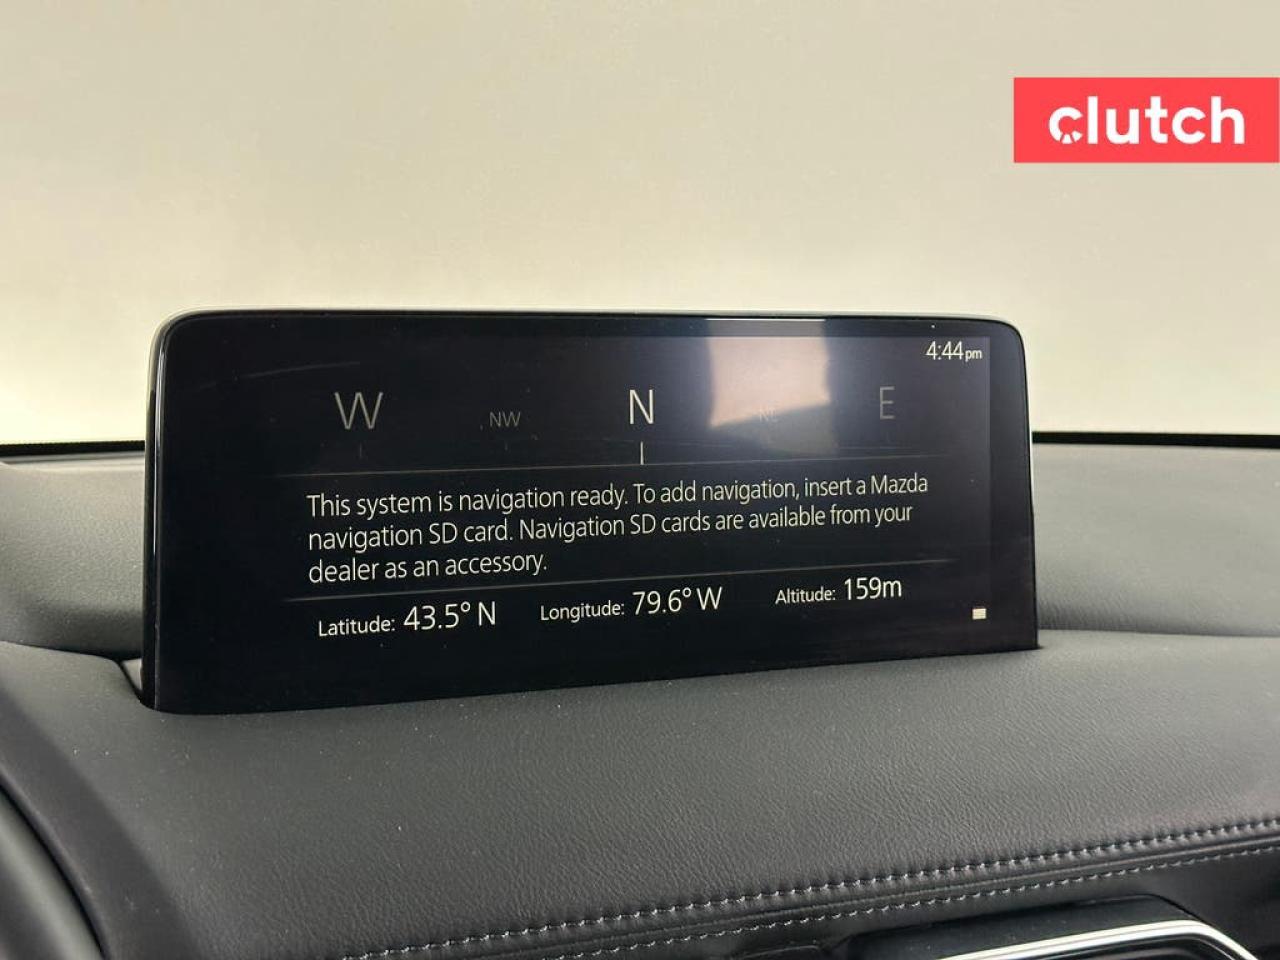 clutch
4:44pm
W NW N NE E
This system is navigation ready. To add navigation, insert a Mazda
navigation SD card. Navigation SD cards are available from your
dealer as an accessory.
Latitude: 43.5° N Longitude: 79.6° W Altitude: 159m